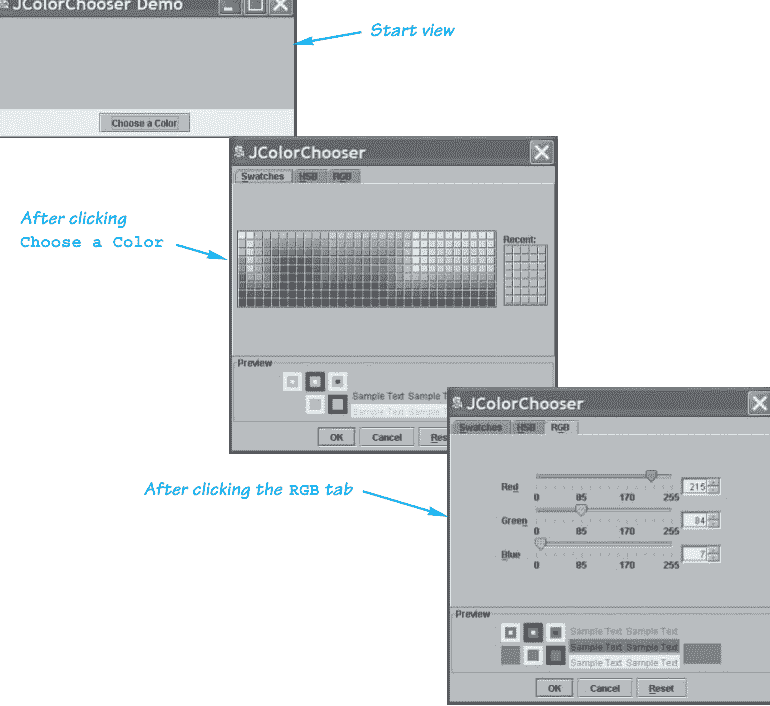 JColorChooser Demo
Start view
Choose a Color
JColorChooser
Swatches HSB RGB
After clicking
Choose a Color
Recent:
Preview
Sample Text Sample
Sample Text Sample
OK Cancel Res
JColorChooser
Swatches HSB RGB
After clicking the RGB tab
Red 215
0 85 170 255
Green 84
0 85 170 255
Blue 7
0 85 170 255
Preview
Sample Text Sample Text
Sample Text Sample Text
Sample Text Sample Text
OK Cancel Reset